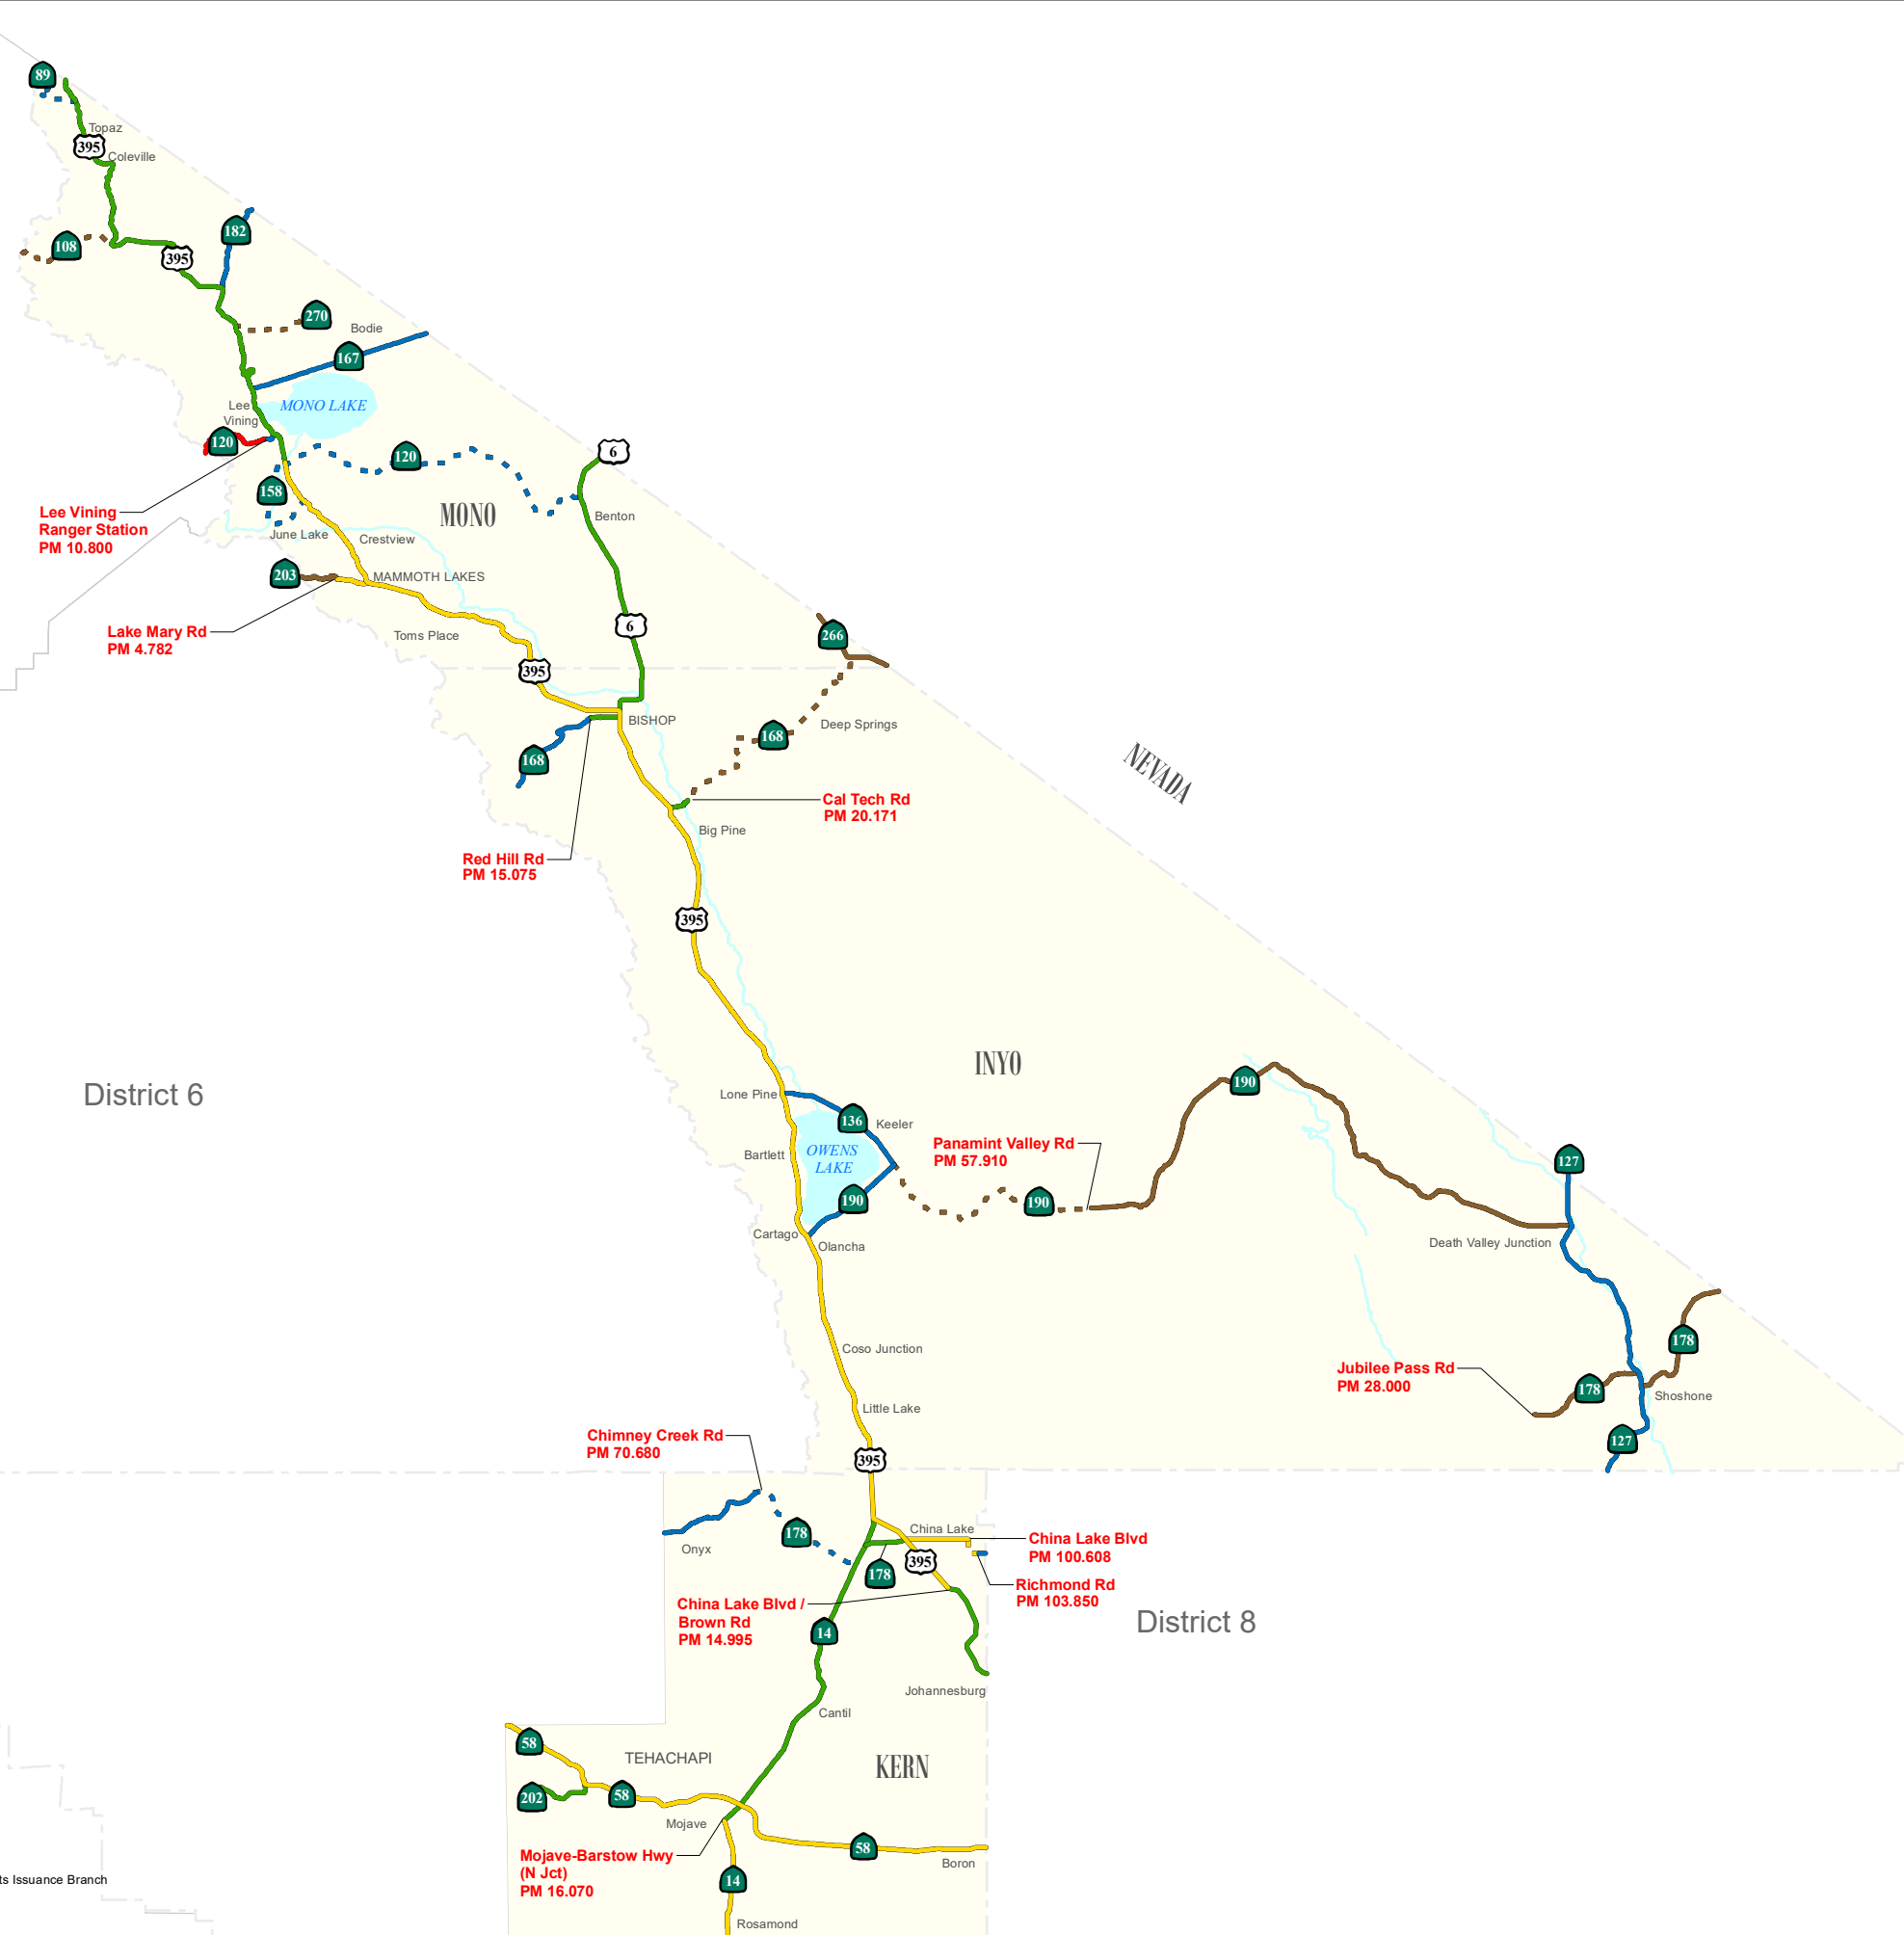 89
Topaz
395
Coleville
182
108
395
270
Bodie
167
Lee
Vining
MONO LAKE
120
120
6
158
MONO
Lee Vining
Ranger Station
PM 10.800
Benton
June Lake
Crestview
203
MAMMOTH LAKES
Lake Mary Rd
PM 4.782
Toms Place
6
266
395
BISHOP
Deep Springs
168
168
NEVADA
Cal Tech Rd
PM 20.171
Big Pine
Red Hill Rd
PM 15.075
395
INYO
190
District 6
Lone Pine
136
Keeler
Panamint Valley Rd
PM 57.910
Bartlett
OWENS
LAKE
127
190
190
Cartago
Olancha
Death Valley Junction
Coso Junction
178
Jubilee Pass Rd
PM 28.000
178
Shoshone
Little Lake
Chimney Creek Rd
PM 70.680
127
395
China Lake
178
Onyx
China Lake Blvd
PM 100.608
395
178
Richmond Rd
PM 103.850
China Lake Blvd /
Brown Rd
PM 14.995
District 8
14
Johannesburg
Cantil
58
TEHACHAPI
KERN
202
58
Mojave
58
Mojave-Barstow Hwy
(N Jct)
PM 16.070
Boron
14
ts Issuance Branch
Rosamond